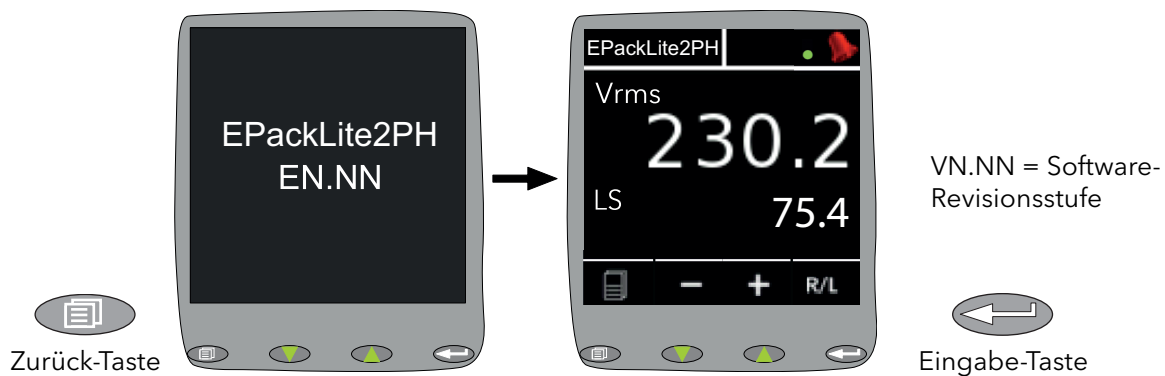 EPackLite2PH
EN.NN
EPackLite2PH
Vrms
230.2
LS
75.4
R/L
VN.NN = Software-
Revisionsstufe
Zurück-Taste
Eingabe-Taste